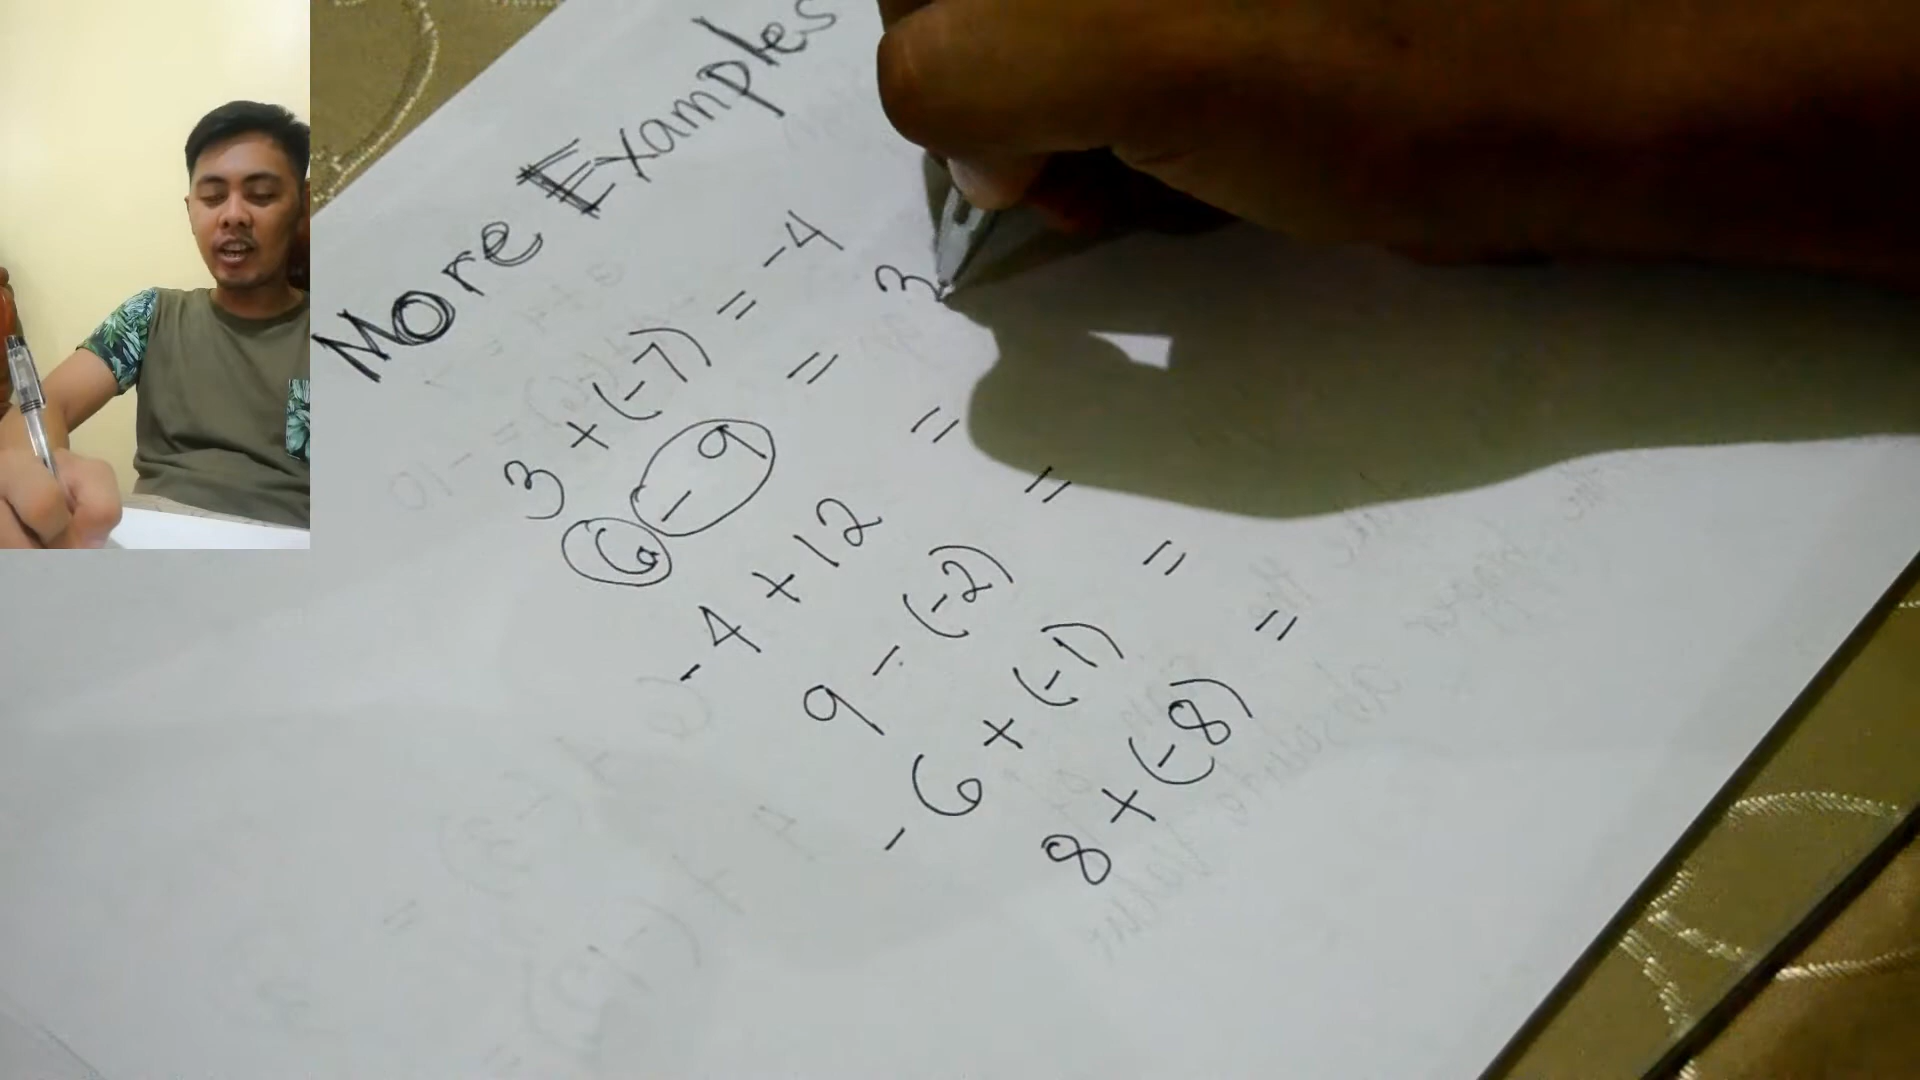 More Examples
3 + (-7) = -4
6 - 9 = 3
-4 + 12 =
9 - (-2) =
-6 + (-1) =
8 + (-8) =